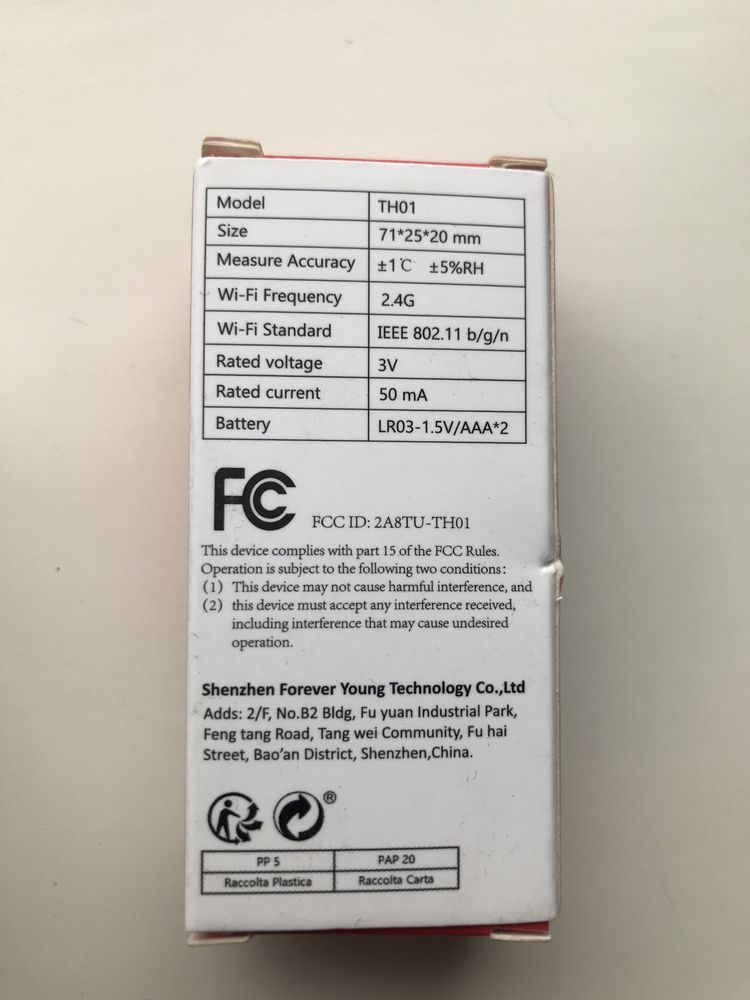 Model TH01
Size 71*25*20 mm
Measure Accuracy ±1℃ ±5%RH
Wi-Fi Frequency 2.4G
Wi-Fi Standard IEEE 802.11 b/g/n
Rated voltage 3V
Rated current 50 mA
Battery LR03-1.5V/AAA*2
FC FCC ID: 2A8TU-TH01
This device complies with part 15 of the FCC Rules.
Operation is subject to the following two conditions:
(1) This device may not cause harmful interference, and
(2) this device must accept any interference received,
including interference that may cause undesired
operation.
Shenzhen Forever Young Technology Co.,Ltd
Adds: 2/F, No.B2 Bldg, Fu yuan Industrial Park,
Feng tang Road, Tang wei Community, Fu hai
Street, Bao'an District, Shenzhen,China.
®
PP 5 PAP 20
Raccolta Plastica Raccolta Carta